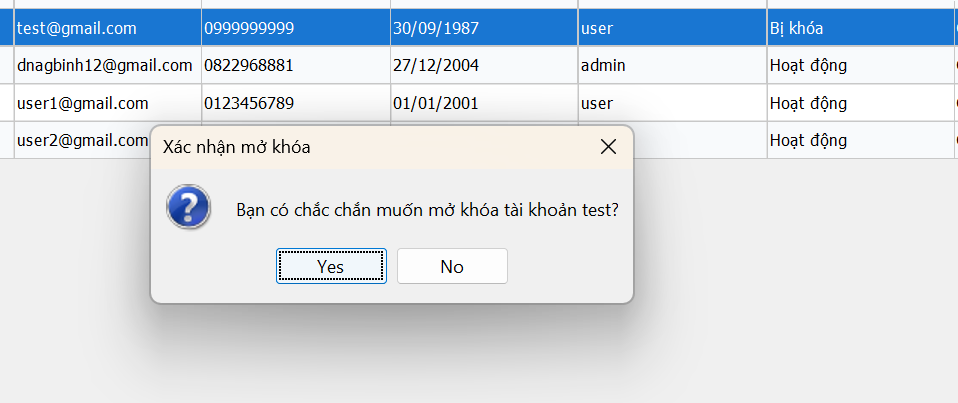 test@gmail.com 0999999999 30/09/1987 user Bị khóa
dnagbinh12@gmail.com 0822968881 27/12/2004 admin Hoạt động
user1@gmail.com 0123456789 01/01/2001 user Hoạt động
user2@gmail.com Hoạt động
Xác nhận mở khóa
Bạn có chắc chắn muốn mở khóa tài khoản test?
Yes No